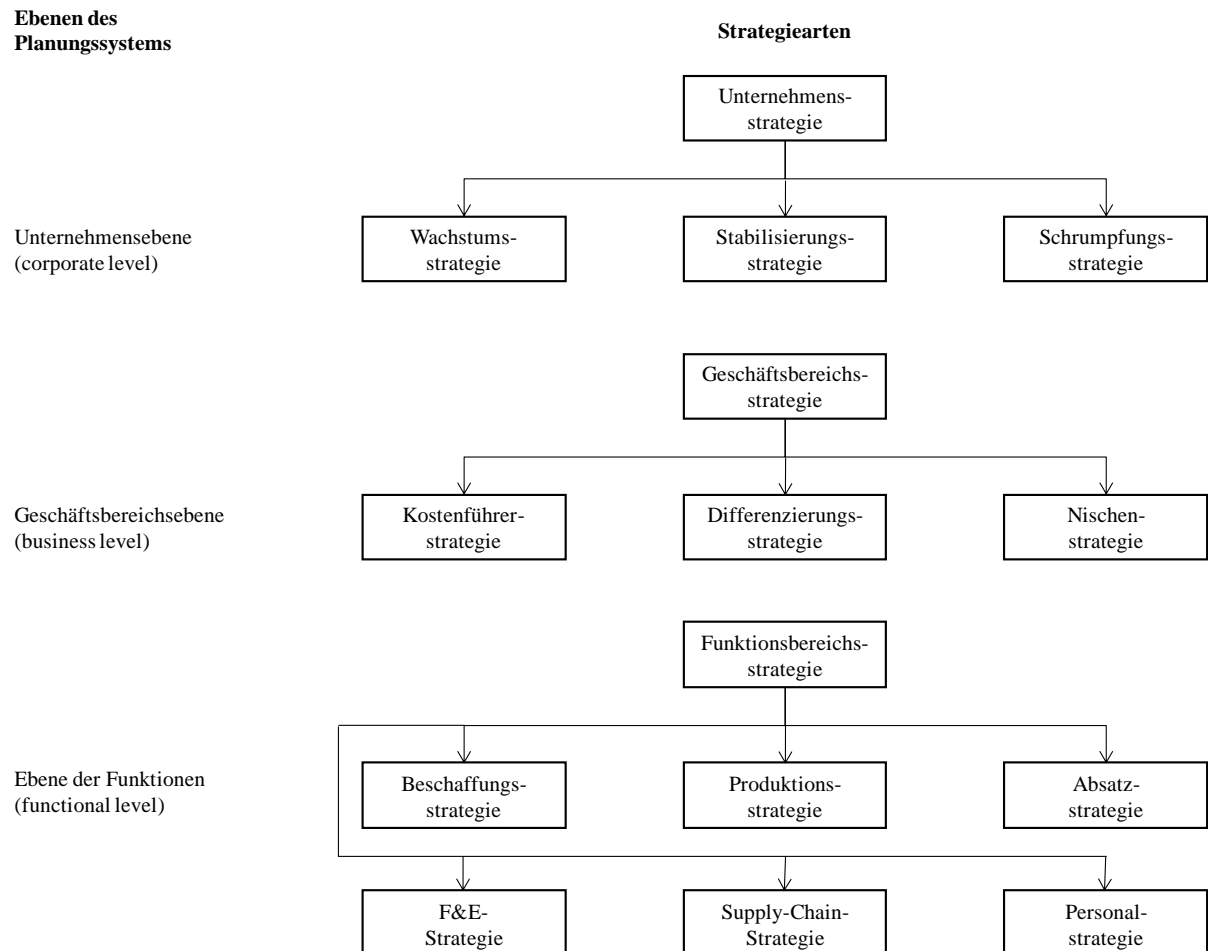 Ebenen des
Planungssystems
Strategiearten
Unternehmens-
strategie
Unternehmensebene
(corporate level)
Wachstums-
strategie
Stabilisierungs-
strategie
Schrumpfungs-
strategie
Geschäftsbereichs-
strategie
Geschäftsbereichsebene
(business level)
Kostenführer-
strategie
Differenzierungs-
strategie
Nischen-
strategie
Funktionsbereichs-
strategie
Ebene der Funktionen
(functional level)
Beschaffungs-
strategie
Produktions-
strategie
Absatz-
strategie
F&E-
Strategie
Supply-Chain-
Strategie
Personal-
strategie